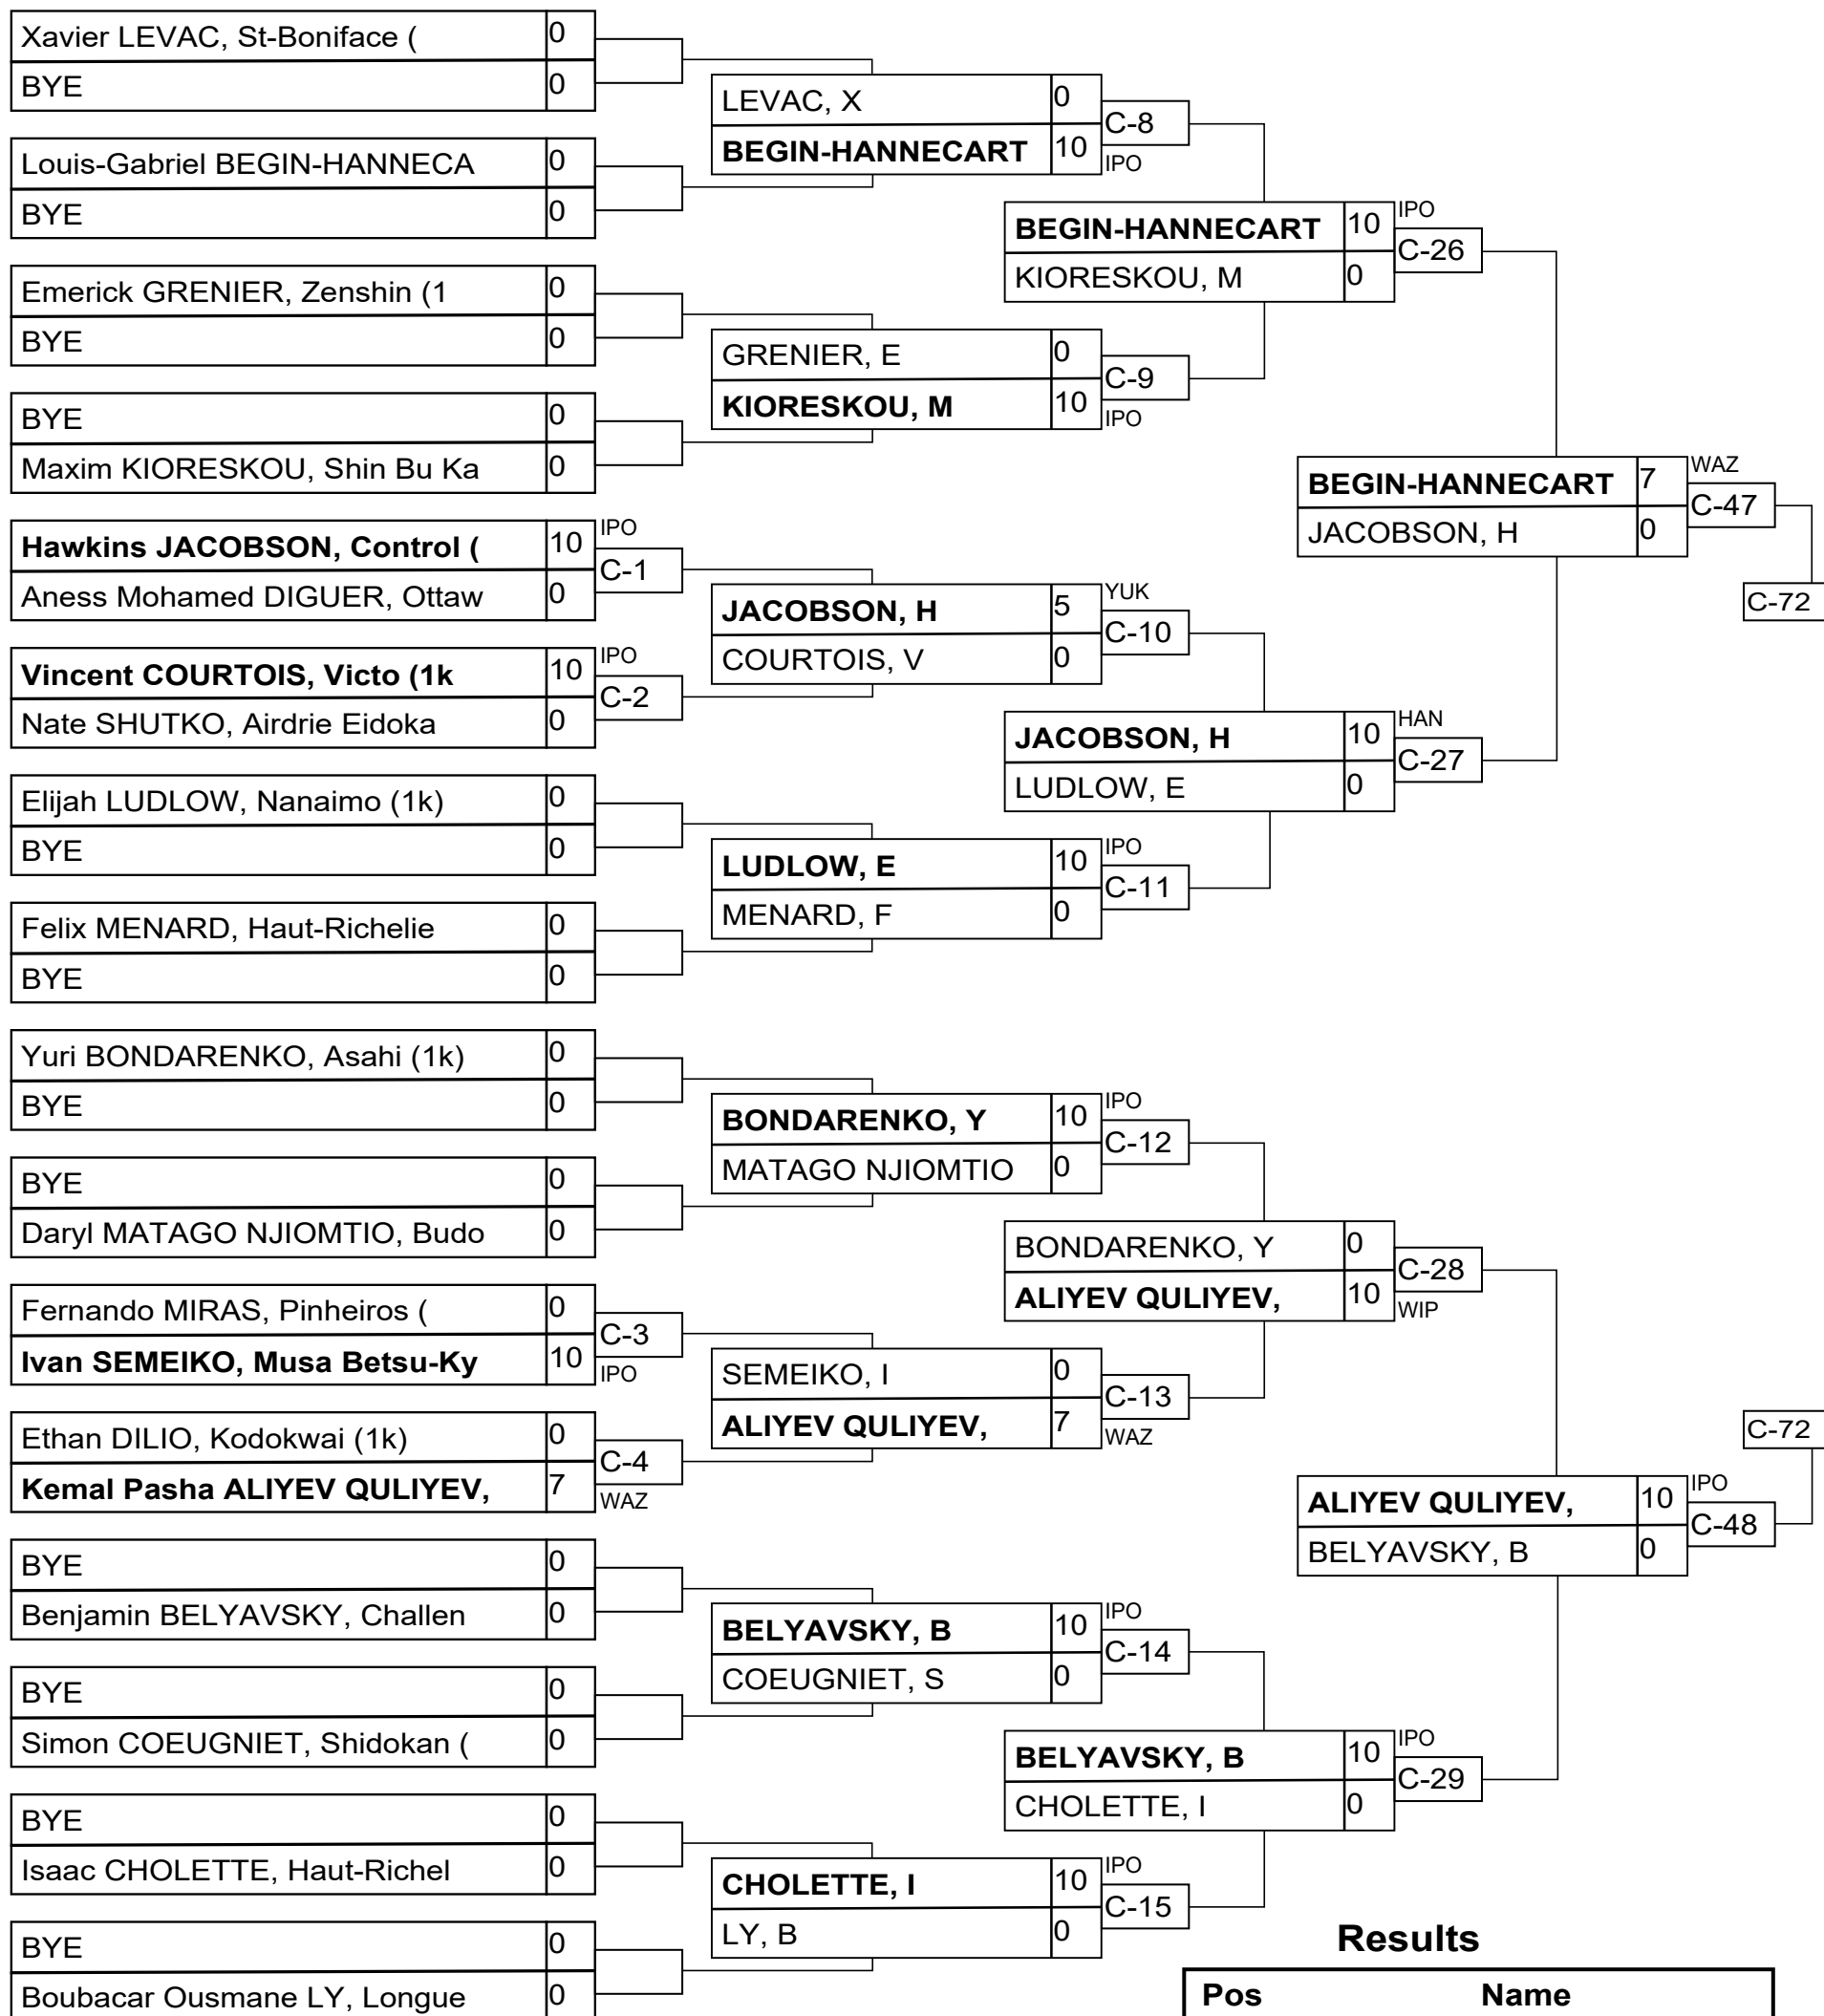 Xavier LEVAC, St-Boniface ( 0
BYE 0
Louis-Gabriel BEGIN-HANNECA 0
BYE 0
Emerick GRENIER, Zenshin (1 0
BYE 0
BYE 0
Maxim KIORESKOU, Shin Bu Ka 0
Hawkins JACOBSON, Control ( 10 IPO
C-1
Aness Mohamed DIGUER, Ottaw 0
Vincent COURTOIS, Victo (1k 10 IPO
C-2
Nate SHUTKO, Airdrie Eidoka 0
Elijah LUDLOW, Nanaimo (1k) 0
BYE 0
Felix MENARD, Haut-Richelie 0
BYE 0
Yuri BONDARENKO, Asahi (1k) 0
BYE 0
BYE 0
Daryl MATAGO NJIOMTIO, Budo 0
Fernando MIRAS, Pinheiros ( 0
C-3
Ivan SEMEIKO, Musa Betsu-Ky 10 IPO
Ethan DILIO, Kodokwai (1k) 0
C-4
Kemal Pasha ALIYEV QULIYEV, 7 WAZ
BYE 0
Benjamin BELYAVSKY, Challen 0
BYE 0
Simon COEUGNIET, Shidokan ( 0
BYE 0
Isaac CHOLETTE, Haut-Richel 0
BYE 0
Boubacar Ousmane LY, Longue 0
LEVAC, X 0
C-8
BEGIN-HANNECART 10 IPO
GRENIER, E 0
C-9
KIORESKOU, M 10 IPO
JACOBSON, H 5 YUK
C-10
COURTOIS, V 0
LUDLOW, E 10 IPO
C-11
MENARD, F 0
BONDARENKO, Y 10 IPO
C-12
MATAGO NJIOMTIO 0
SEMEIKO, I 0
C-13
ALIYEV QULIYEV, 7 WAZ
BELYAVSKY, B 10 IPO
C-14
COEUGNIET, S 0
CHOLETTE, I 10 IPO
C-15
LY, B 0
BEGIN-HANNECART 10 IPO
C-26
KIORESKOU, M 0
JACOBSON, H 10 HAN
C-27
LUDLOW, E 0
BONDARENKO, Y 0
C-28
ALIYEV QULIYEV, 10 WIP
BELYAVSKY, B 10 IPO
C-29
CHOLETTE, I 0
BEGIN-HANNECART 7 WAZ
C-47
JACOBSON, H 0
C-72
C-72
ALIYEV QULIYEV, 10 IPO
C-48
BELYAVSKY, B 0
Results
Pos Name